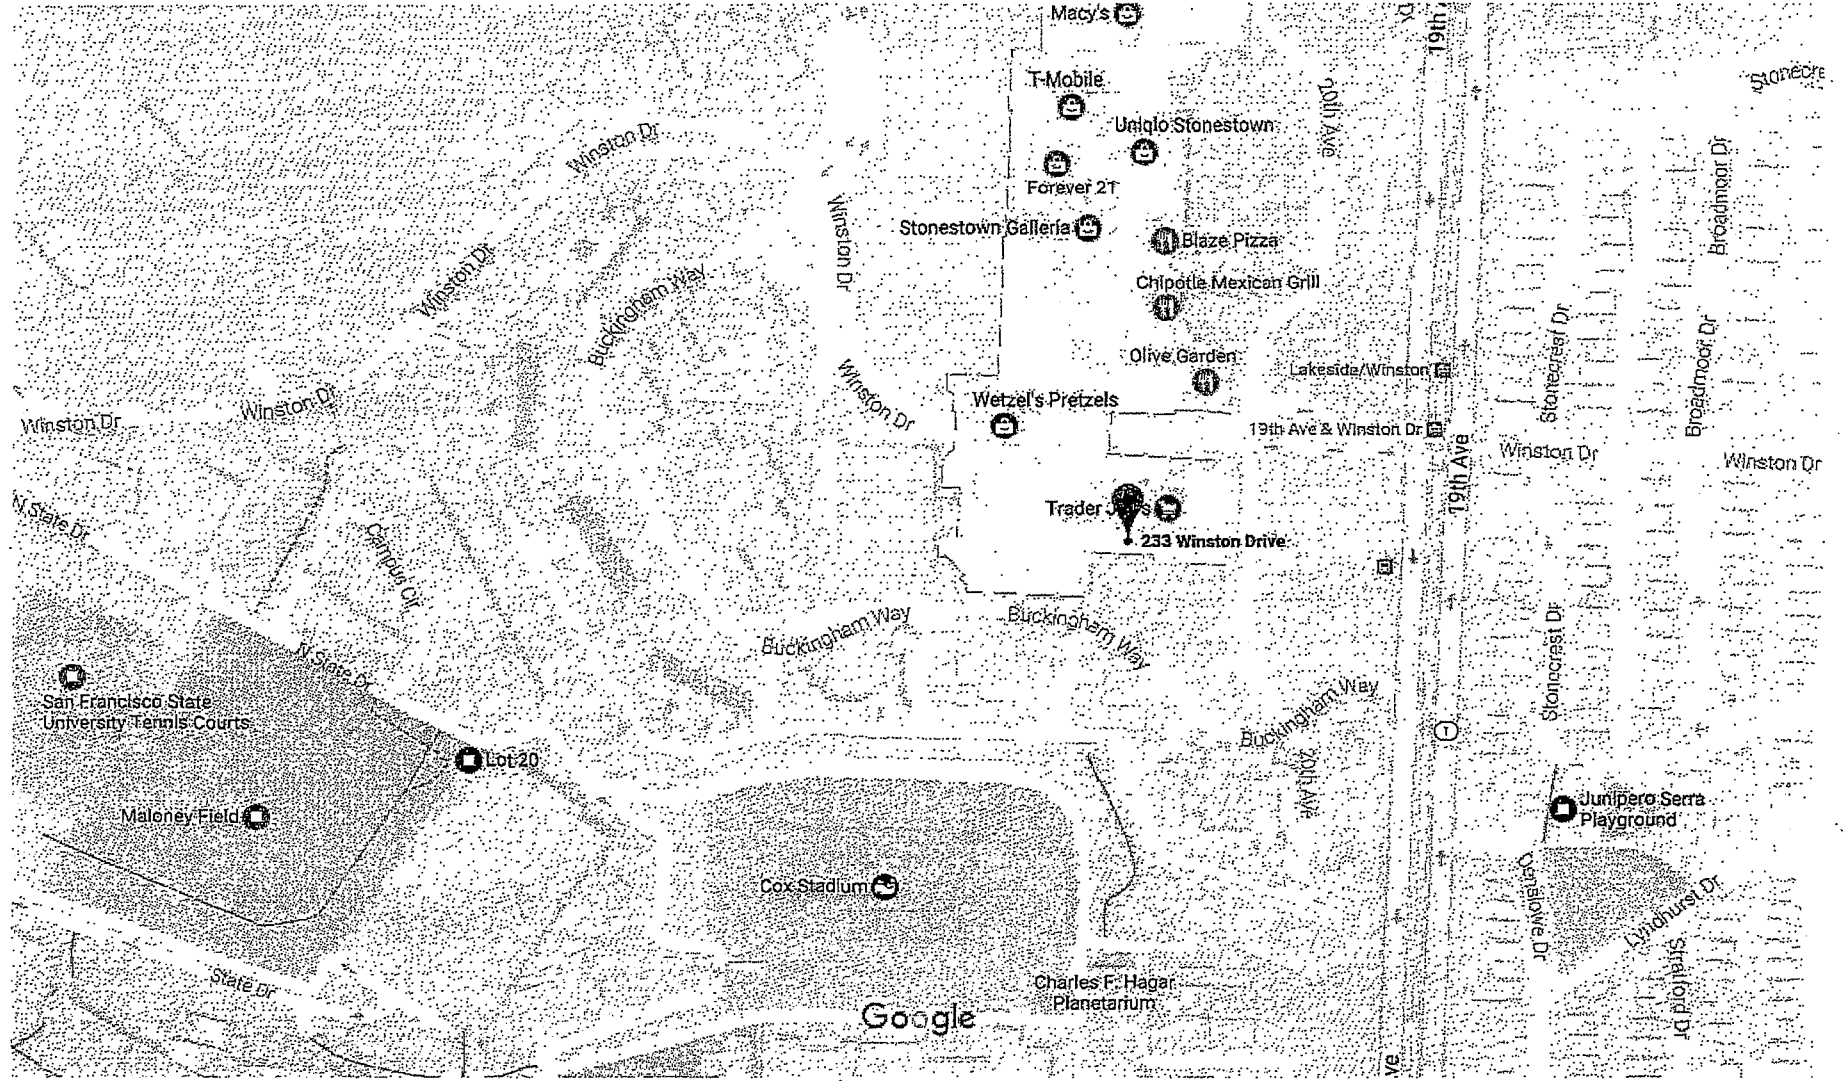 Macy's
19th
T-Mobile
Stonecre
Uniqlo Stonestown
20th Ave
Winston Dr
Broadmoor Dr
Forever 21
Winston Dr
Stonestown Galleria
Blaze Pizza
Winston Dr
Buckingham Way
Chipotle Mexican Grill
Olive Garden
Lakeside/Winston
Stonecrest Dr
Broadmoor Dr
Winston Dr
Wetzel's Pretzels
Winston Dr
Winston Dr
19th Ave & Winston Dr
19th Ave
Winston Dr
Winston Dr
N State Dr
Trader J
s
233 Winston Drive
Campus Cir
Buckingham Way
Buckingham Way
Stonecrest Dr
N State Dr
San Francisco State
University Tennis Courts
Buckingham Way
Lot 20
20th Ave
Maloney Field
Junipero Serra
Playground
Cox Stadium
Denslowe Dr
Lyndhurst Dr
State Dr
Charles F. Hagar
Planetarium
Stratford Dr
Google
ve